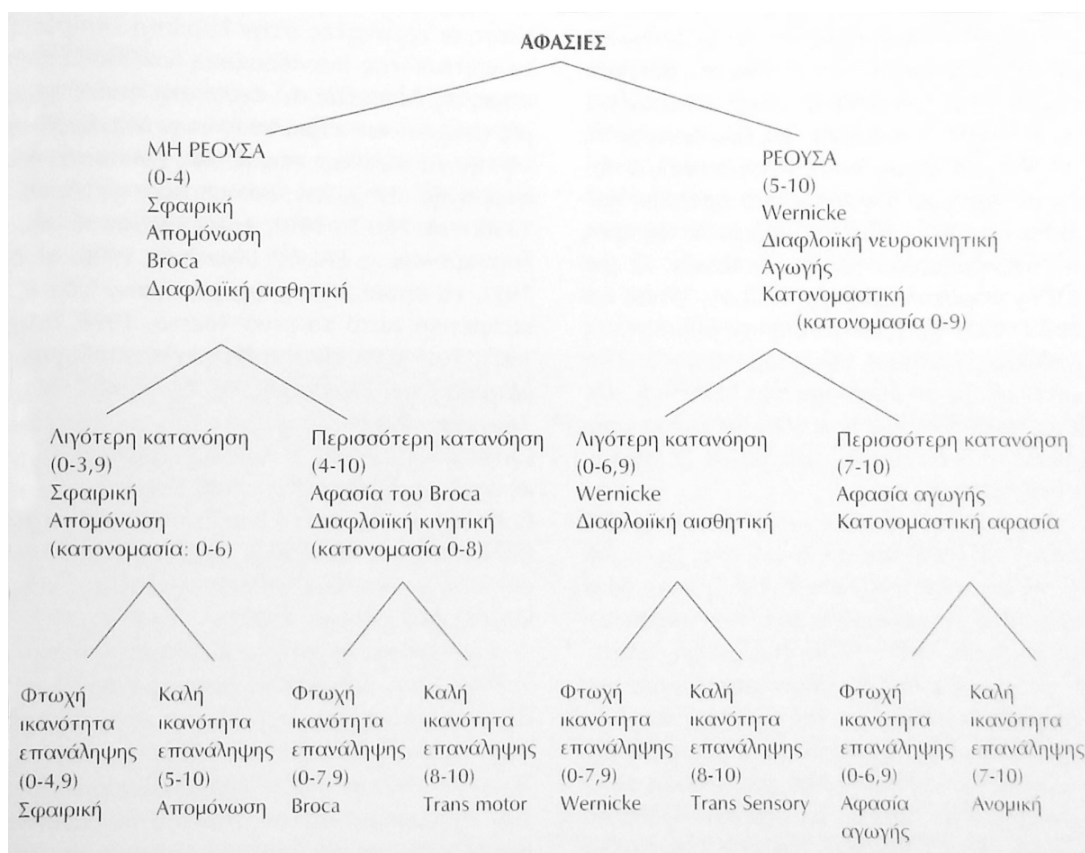 ΑΦΑΣΙΕΣ
ΜΗ ΡΕΟΥΣΑ
(0-4)
Σφαιρική
Απομόνωση
Broca
Διαφλοιϊκή αισθητική
ΡΕΟΥΣΑ
(5-10)
Wernicke
Διαφλοιϊκή νευροκινητική
Αγωγής
Κατονομαστική
(κατονομασία 0-9)
Λιγότερη κατανόηση
(0-3,9)
Σφαιρική
Απομόνωση
(κατονομασία: 0-6)
Περισσότερη κατανόηση
(4-10)
Αφασία του Broca
Διαφλοιϊκή κινητική
(κατονομασία 0-8)
Λιγότερη κατανόηση
(0-6,9)
Wernicke
Διαφλοιϊκή αισθητική
Περισσότερη κατανόηση
(7-10)
Αφασία αγωγής
Κατονομαστική αφασία
Φτωχή
ικανότητα
επανάληψης
(0-4,9)
Σφαιρική
Καλή
ικανότητα
επανάληψης
(5-10)
Απομόνωση
Φτωχή
ικανότητα
επανάληψης
(0-7,9)
Broca
Καλή
ικανότητα
επανάληψης
(8-10)
Trans motor
Φτωχή
ικανότητα
επανάληψης
(0-7,9)
Wernicke
Καλή
ικανότητα
επανάληψης
(8-10)
Trans Sensory
Φτωχή
ικανότητα
επανάληψης
(0-6,9)
Αφασία
αγωγής
Καλή
ικανότητα
επανάληψης
(7-10)
Ανομική